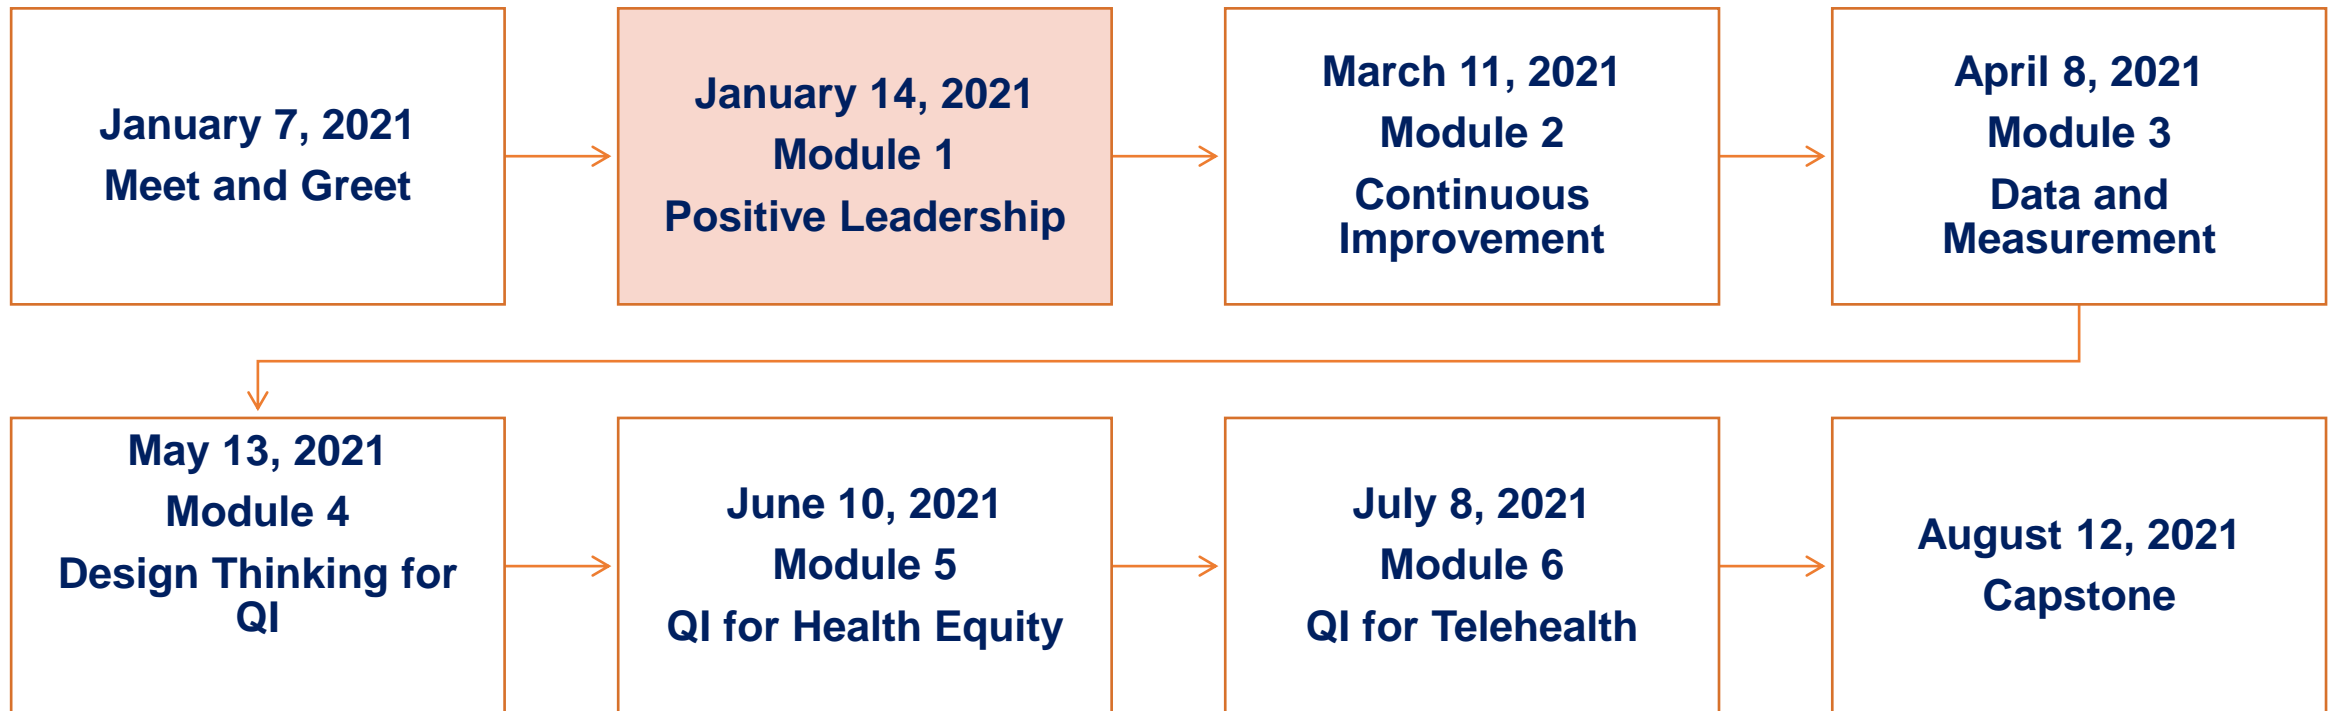 January 7, 2021
Meet and Greet
January 14, 2021
Module 1
Positive Leadership
March 11, 2021
Module 2
Continuous
Improvement
April 8, 2021
Module 3
Data and
Measurement
May 13, 2021
Module 4
Design Thinking for
QI
June 10, 2021
Module 5
QI for Health Equity
July 8, 2021
Module 6
QI for Telehealth
August 12, 2021
Capstone